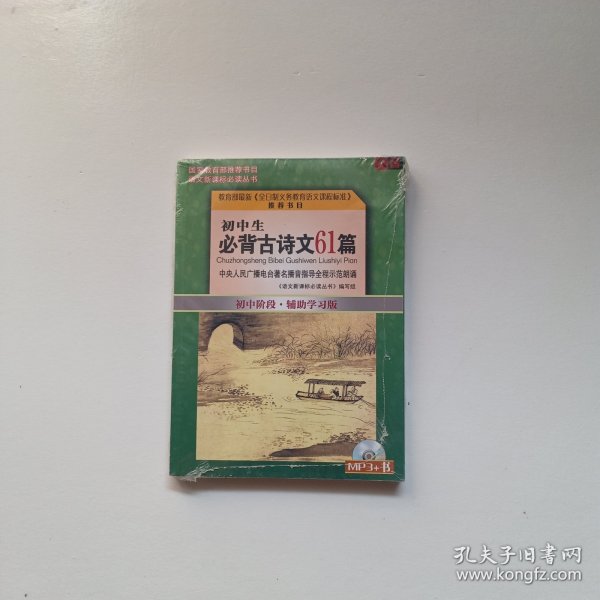 国家教育部推荐书目
语文新课标必读丛书
教育部最新《全日制义务教育语文课程标准》
推荐书目
初中生
必背古诗文61篇
Chuzhongsheng Bibei Gushiwen Liushiyi Pian
中央人民广播电台著名播音指导全程示范朗诵
《语文新课标必读丛书》编写组
初中阶段·辅助学习版
MP3+书
孔夫子旧书网
www.kongfz.com